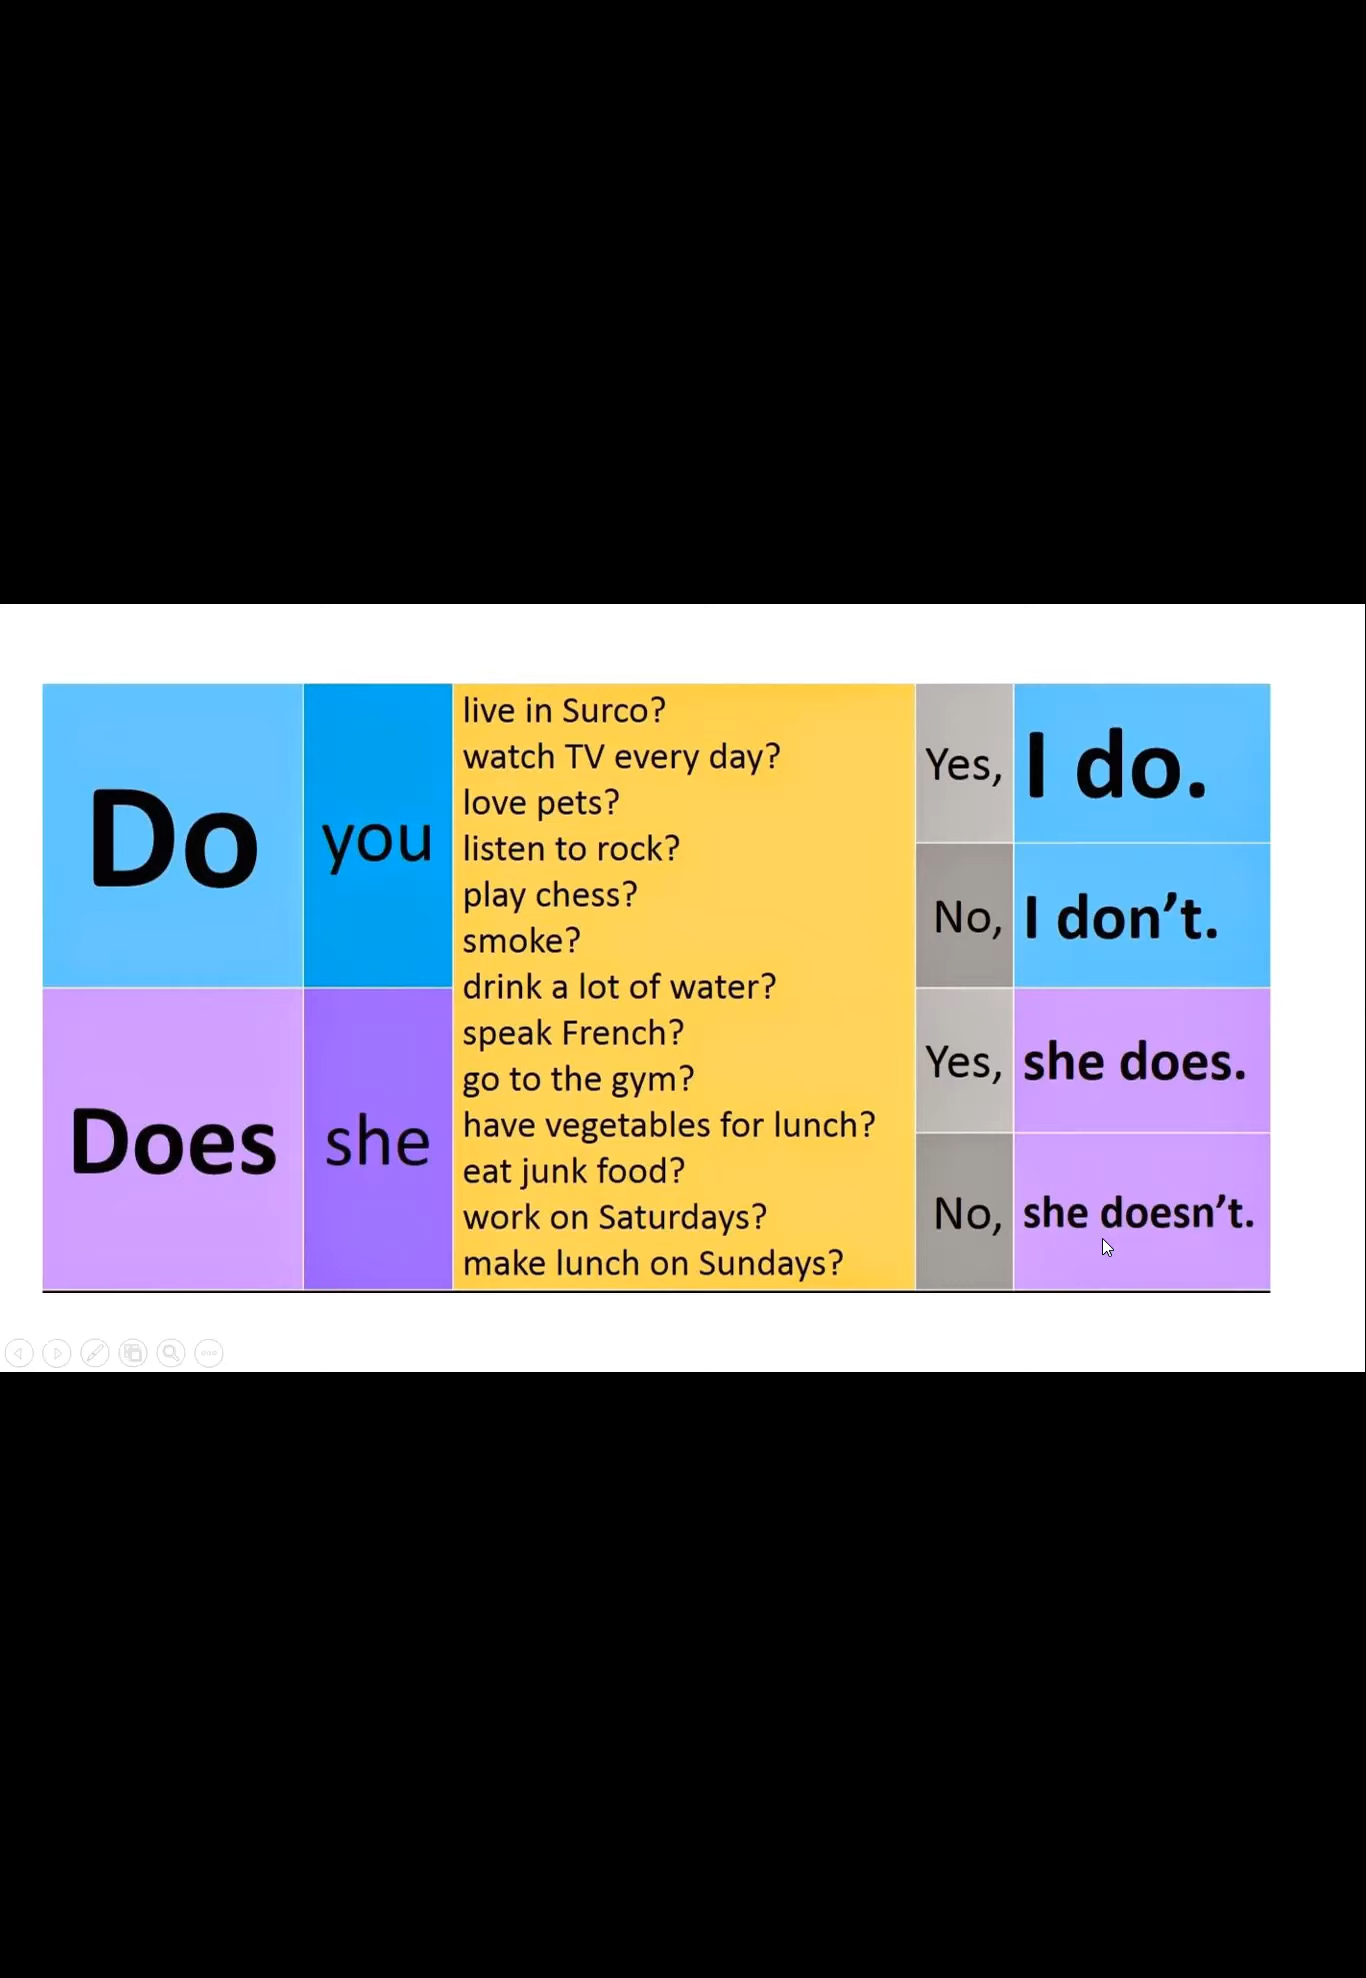 Do
you
live in Surco?
watch TV every day?
love pets?
listen to rock?
play chess?
smoke?
drink a lot of water?
speak French?
go to the gym?
have vegetables for lunch?
eat junk food?
work on Saturdays?
make lunch on Sundays?
Yes, I do.
No, I don’t.
Does
she
Yes, she does.
No, she doesn’t.